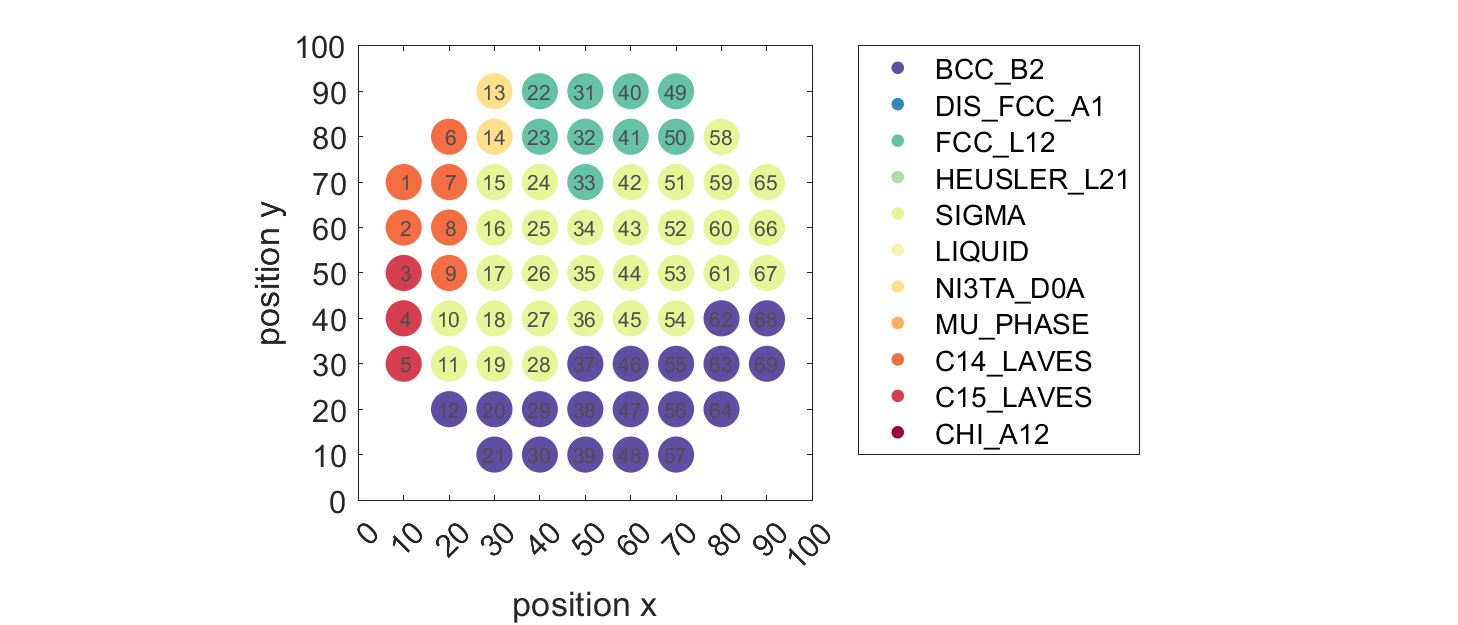 100
90 13 22 31 40 49
80 6 14 23 32 41 50 58
70 1 7 15 24 33 42 51 59 65
60 2 8 16 25 34 43 52 60 66
50 3 9 17 26 35 44 53 61 67
40 4 10 18 27 36 45 54 62 68
30 5 11 19 28 37 46 55 63 69
20 12 20 29 38 47 56 64
10 21 30 39 48 57
0
position y
0 10 20 30 40 50 60 70 80 90 100
position x
BCC_B2
DIS_FCC_A1
FCC_L12
HEUSLER_L21
SIGMA
LIQUID
NI3TA_D0A
MU_PHASE
C14_LAVES
C15_LAVES
CHI_A12